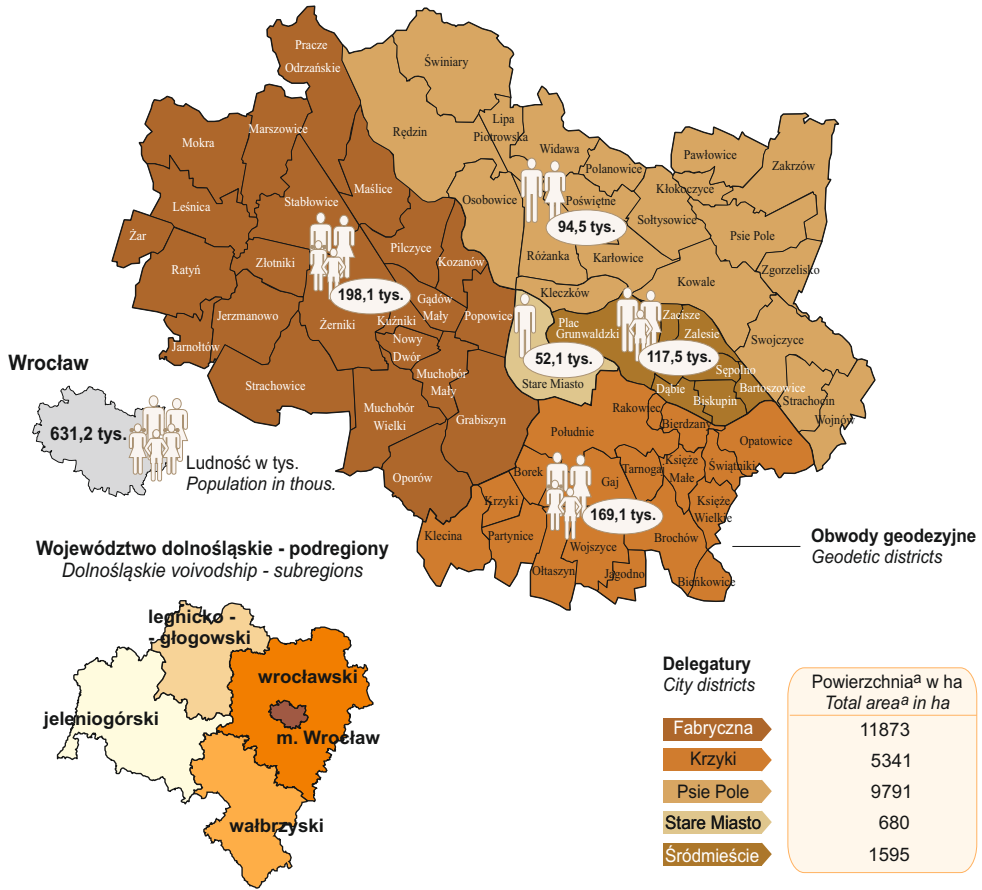 Pracze
Odrzańskie
Świniary
Mokra
Marszowice
Rędzin
Lipa
Piotrowska
Widawa
Polanowice
Pawłowice
Zakrzów
Kłokoczyce
Leśnica
Stabłowice
Maślice
Osobowice
Poświętne
Sołtysowice
94,5 tys.
Psie Pole
Żar
Ratyń
Złotniki
Pilczyce
Kozanów
Różanka
Karłowice
Zgorzelisko
198,1 tys.
Gądów
Mały
Kleczków
Kowale
Jerzmanowo
Żerniki
Kuźniki
Popowice
Plac
Grunwaldzki
Zacisze
Zalesie
Swojczyce
Jarnołtów
Nowy
Dwór
52,1 tys.
117,5 tys.
Sępolno
Strachowice
Muchobór
Mały
Stare Miasto
Dąbie
Biskupin
Bartoszowice
Strachocin
Wojnów
Muchobór
Wielki
Grabiszyn
Rakowiec
Bierdzany
Południe
Opatowice
Oporów
Borek
Gaj
Tarnogaj
Księże
Małe
Świątniki
Krzyki
169,1 tys.
Księże
Wielkie
Klecina
Partynice
Wojszyce
Brochów
Ołtaszyn
Jagodno
Bieńkowice
Wrocław
631,2 tys.
Ludność w tys.
Population in thous.
Obwody geodezyjne
Geodetic districts
Województwo dolnośląskie - podregiony
Dolnośląskie voivodship - subregions
legnicko -
- głogowski
wrocławski
jeleniogórski
m. Wrocław
wałbrzyski
Delegatury
City districts
Powierzchniaᵃ w ha
Total areaᵃ in ha
Fabryczna 11873
Krzyki 5341
Psie Pole 9791
Stare Miasto 680
Śródmieście 1595